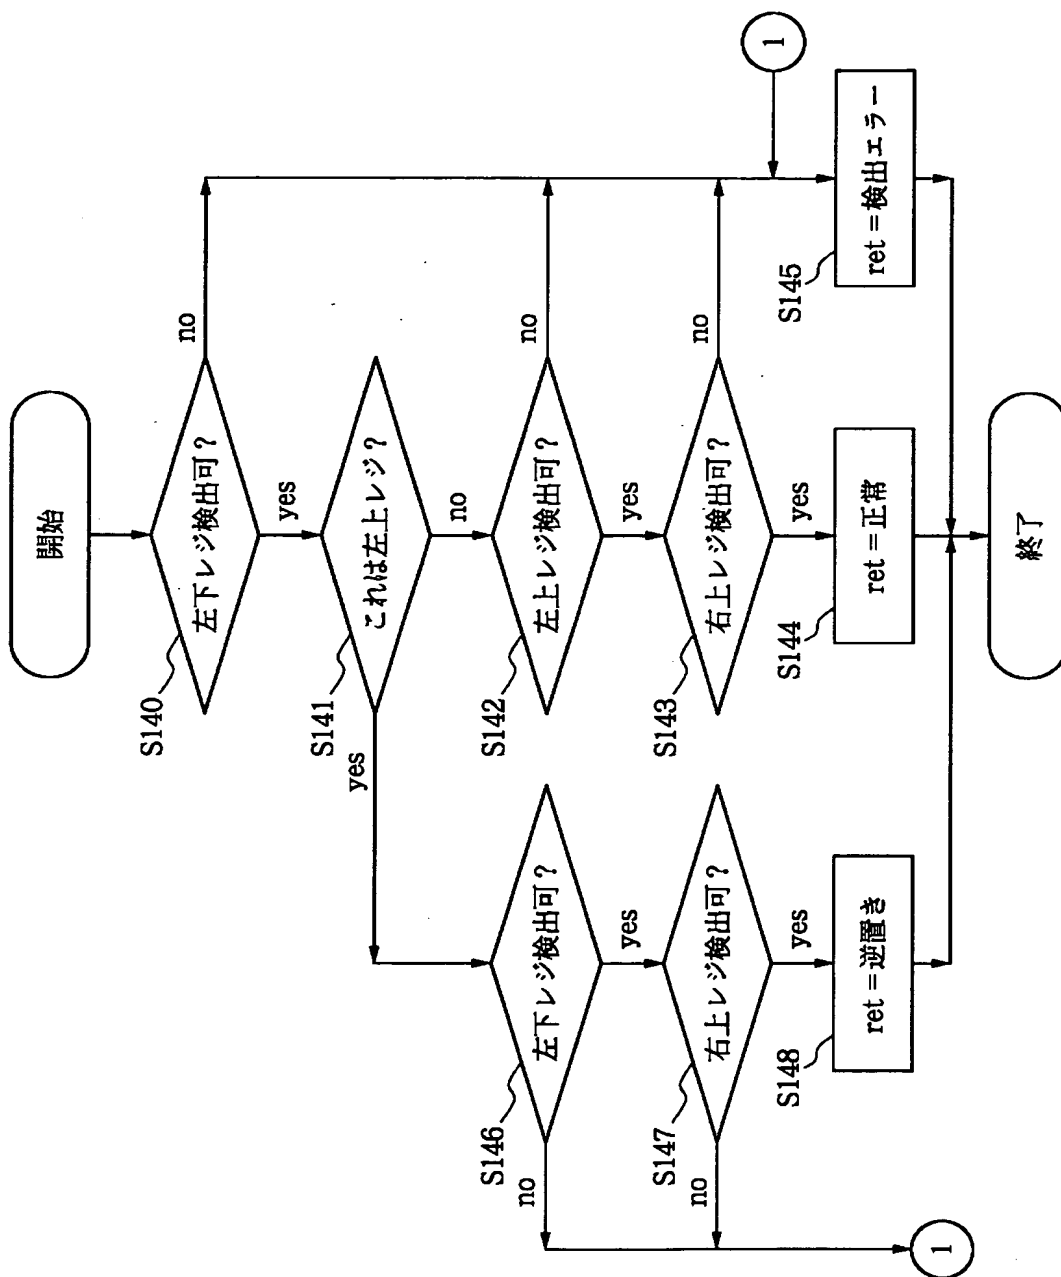 開始
S140
左下レジ検出可?
no
yes
S141
これは左上レジ?
yes
no
S142
左上レジ検出可?
no
yes
S143
右上レジ検出可?
no
yes
S144
ret=正常
1
S145
ret=検出エラー
S146
左下レジ検出可?
no
yes
S147
右上レジ検出可?
no
yes
S148
ret=逆置き
1
終了